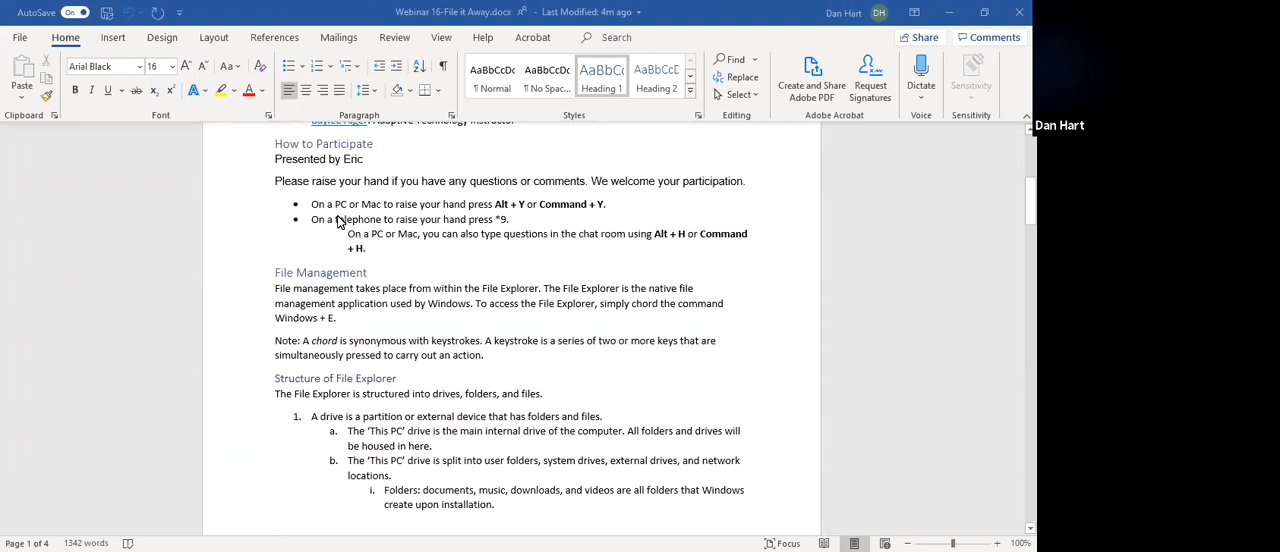 AutoSave On Webinar 16-File it Away.docx - Last Modified: 4m ago Dan Hart DH
File Home Insert Design Layout References Mailings Review View Help Acrobat Search Share Comments
Paste Arial Black 16 Aa A AaBbCcDc AaBbCcDc AaBbCc AaBbCcD Find Create and Share Request Dictate Sensitivity
B I U ab x₂ x² A A ¶ Normal ¶ No Spac... Heading 1 Heading 2 Replace Adobe PDF Signatures
Select
Clipboard Font Paragraph Styles Editing Adobe Acrobat Voice Sensitivity
Dan Hart
How to Participate
Presented by Eric
Please raise your hand if you have any questions or comments. We welcome your participation.
• On a PC or Mac to raise your hand press Alt + Y or Command + Y.
• On a telephone to raise your hand press *9.
On a PC or Mac, you can also type questions in the chat room using Alt + H or Command
+ H.
File Management
File management takes place from within the File Explorer. The File Explorer is the native file
management application used by Windows. To access the File Explorer, simply chord the command
Windows + E.
Note: A chord is synonymous with keystrokes. A keystroke is a series of two or more keys that are
simultaneously pressed to carry out an action.
Structure of File Explorer
The File Explorer is structured into drives, folders, and files.
1. A drive is a partition or external device that has folders and files.
a. The ‘This PC’ drive is the main internal drive of the computer. All folders and drives will
be housed in here.
b. The ‘This PC’ drive is split into user folders, system drives, external drives, and network
locations.
i. Folders: documents, music, downloads, and videos are all folders that Windows
create upon installation.
Page 1 of 4 1342 words Focus 100%